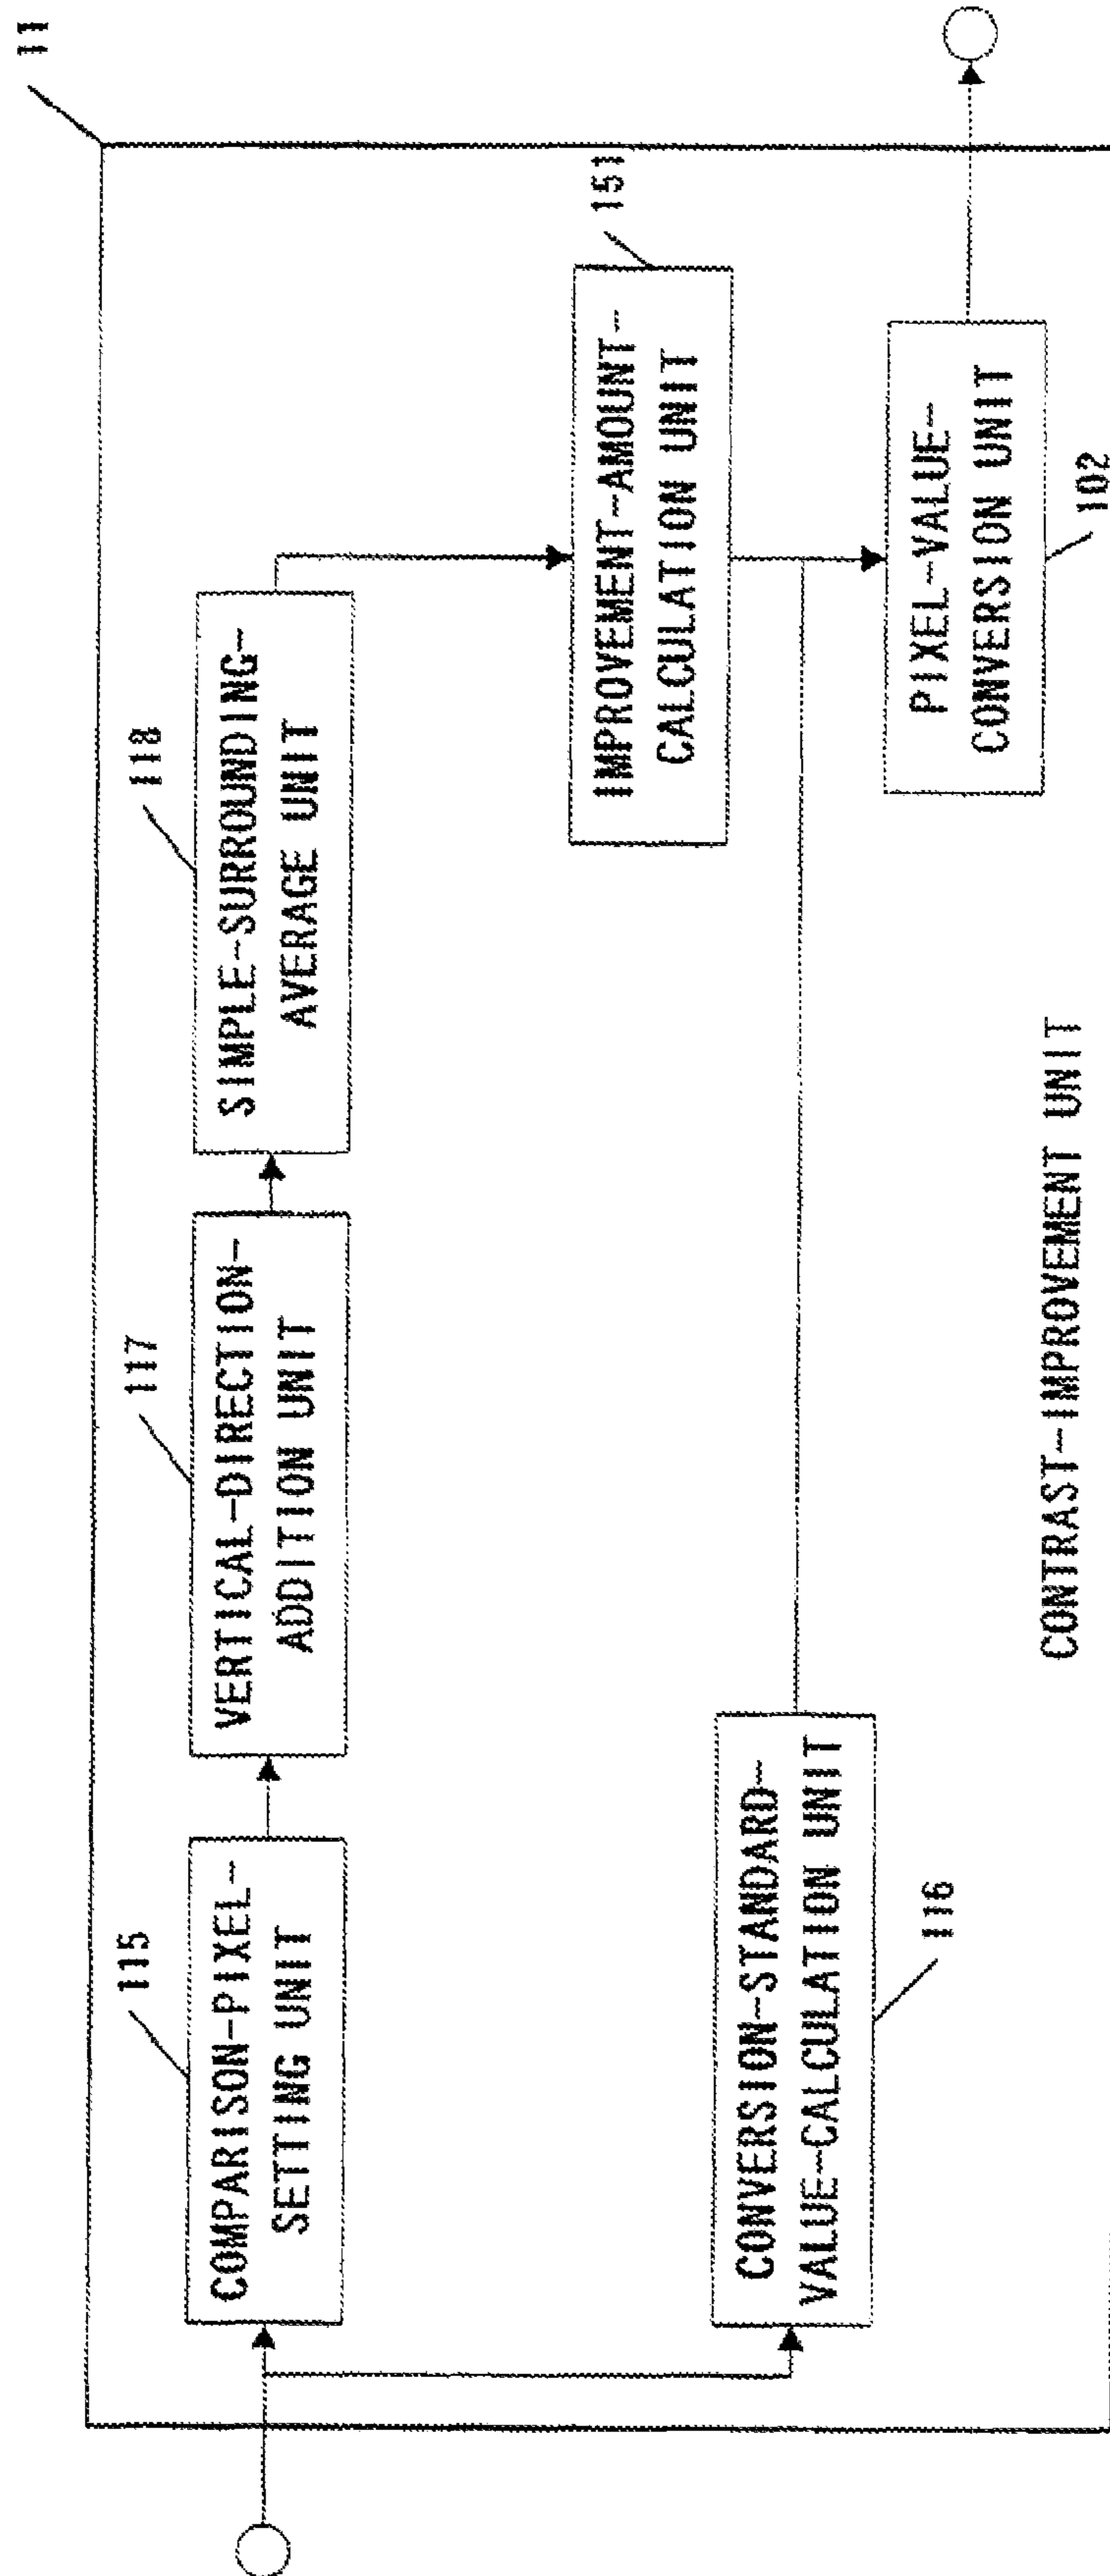 11
115
COMPARISON-PIXEL-
SETTING UNIT
117
VERTICAL-DIRECTION-
ADDITION UNIT
118
SIMPLE-SURROUNDING-
AVERAGE UNIT
151
IMPROVEMENT-AMOUNT-
CALCULATION UNIT
CONVERSION-STANDARD-
VALUE-CALCULATION UNIT
116
PIXEL-VALUE-
CONVERSION UNIT
102
CONTRAST-IMPROVEMENT UNIT